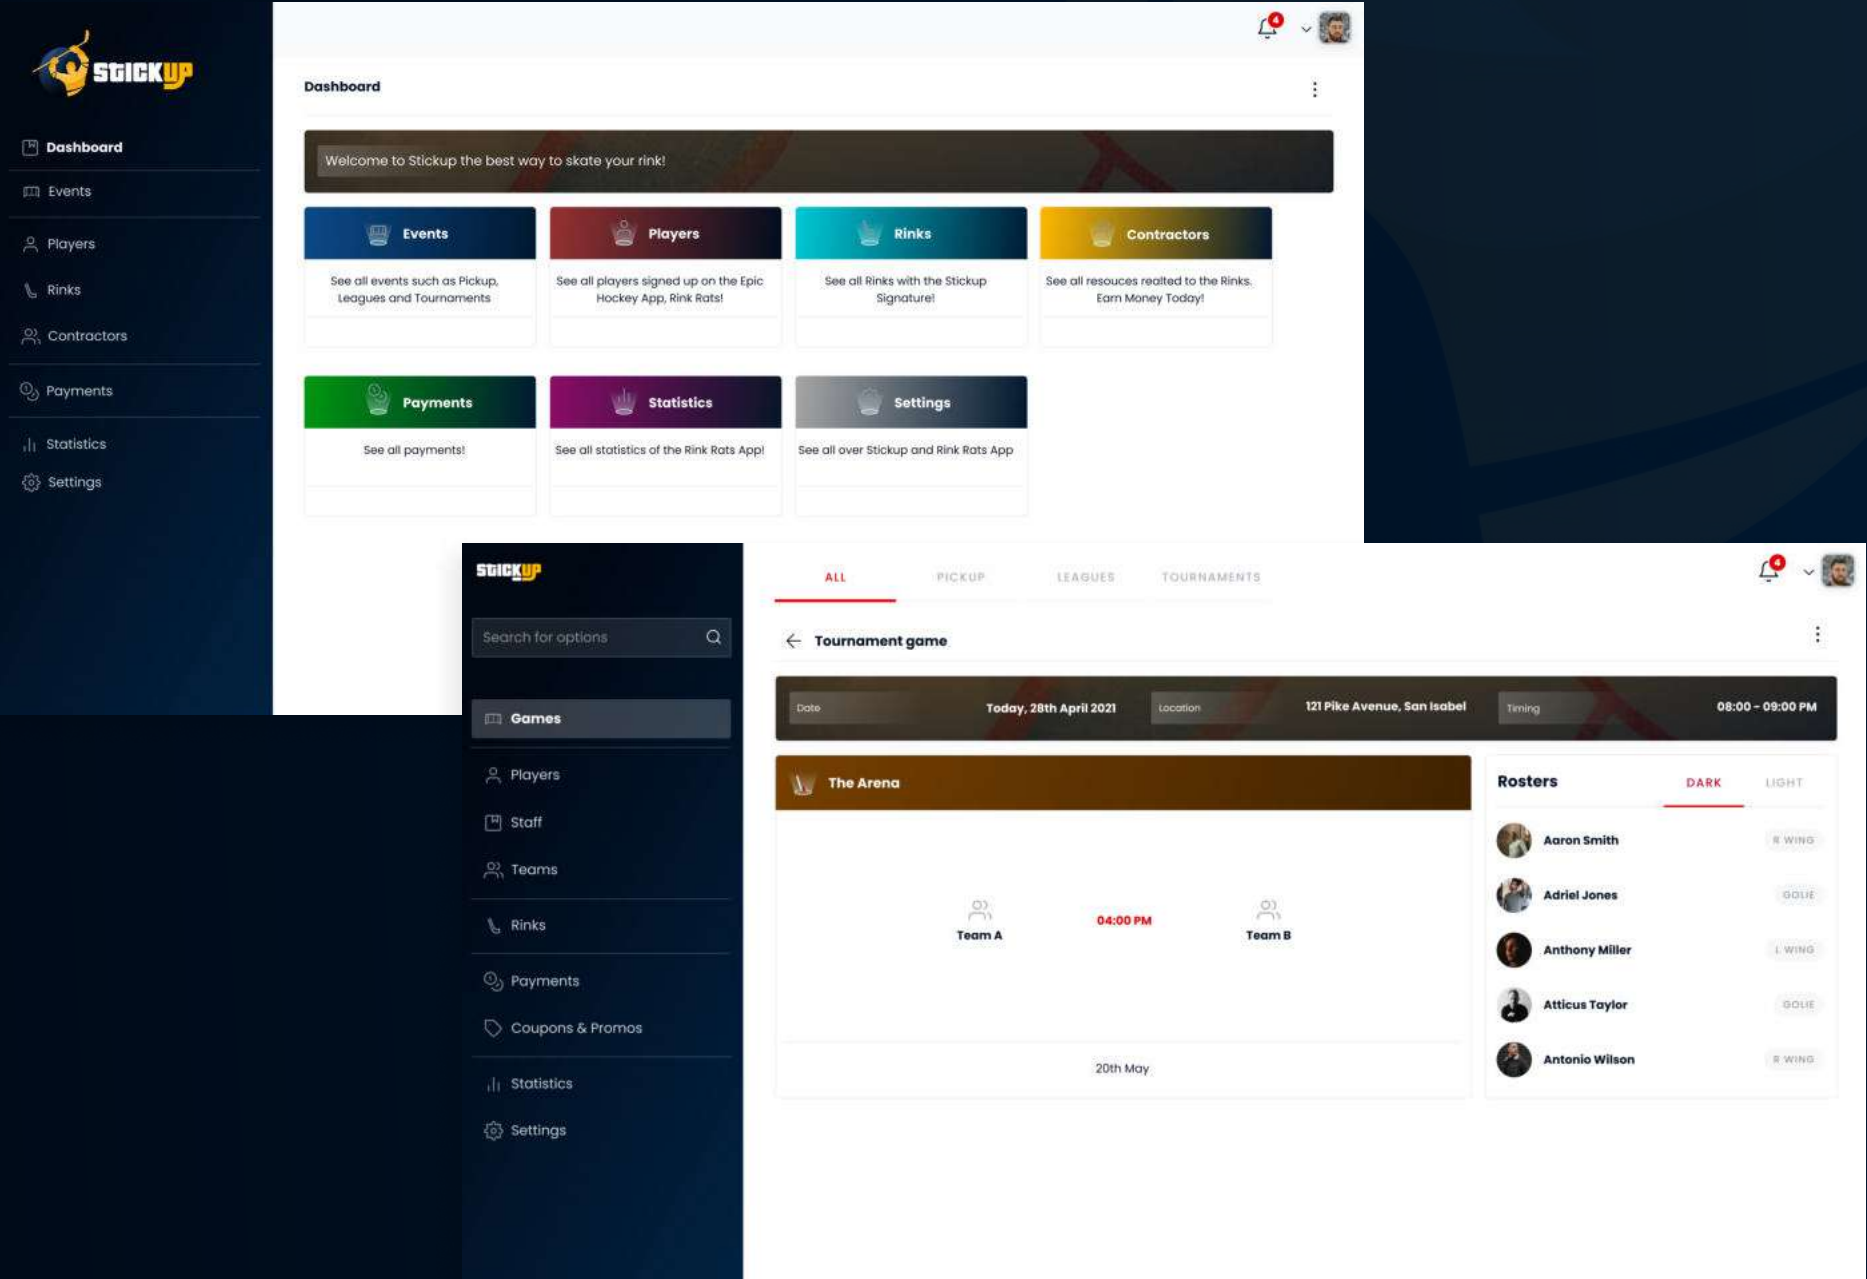 STICKUP
4
Dashboard
Dashboard
Events
Players
Rinks
Contractors
Payments
Statistics
Settings
Welcome to Stickup the best way to skate your rink!
Events
See all events such as Pickup,
Leagues and Tournaments
Players
See all players signed up on the Epic
Hockey App, Rink Rats!
Rinks
See all Rinks with the Stickup
Signature!
Contractors
See all resouces realted to the Rinks.
Earn Money Today!
Payments
See all payments!
Statistics
See all statistics of the Rink Rats App!
Settings
See all over Stickup and Rink Rats App
STICKUP
Search for options
Games
Players
Staff
Teams
Rinks
Payments
Coupons & Promos
Statistics
Settings
ALL PICKUP LEAGUES TOURNAMENTS
4
Tournament game
Date Today, 28th April 2021 Location 121 Pike Avenue, San Isabel Timing 08:00 - 09:00 PM
The Arena
Team A 04:00 PM Team B
20th May
Rosters DARK LIGHT
Aaron Smith R WING
Adriel Jones GOLIE
Anthony Miller L WING
Atticus Taylor GOLIE
Antonio Wilson R WING